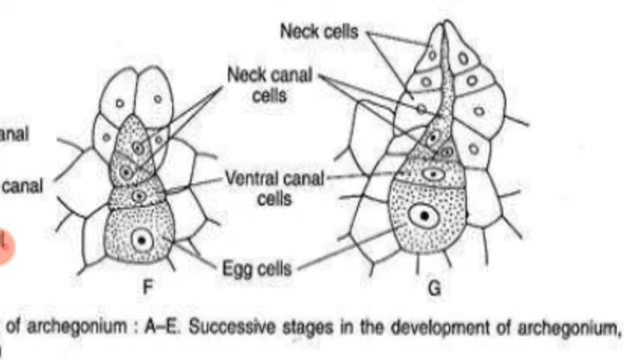 Neck cells
Neck canal
cells
anal
canal
Ventral canal
cells
Egg cells
F
G
of archegonium : A–E. Successive stages in the development of archegonium,